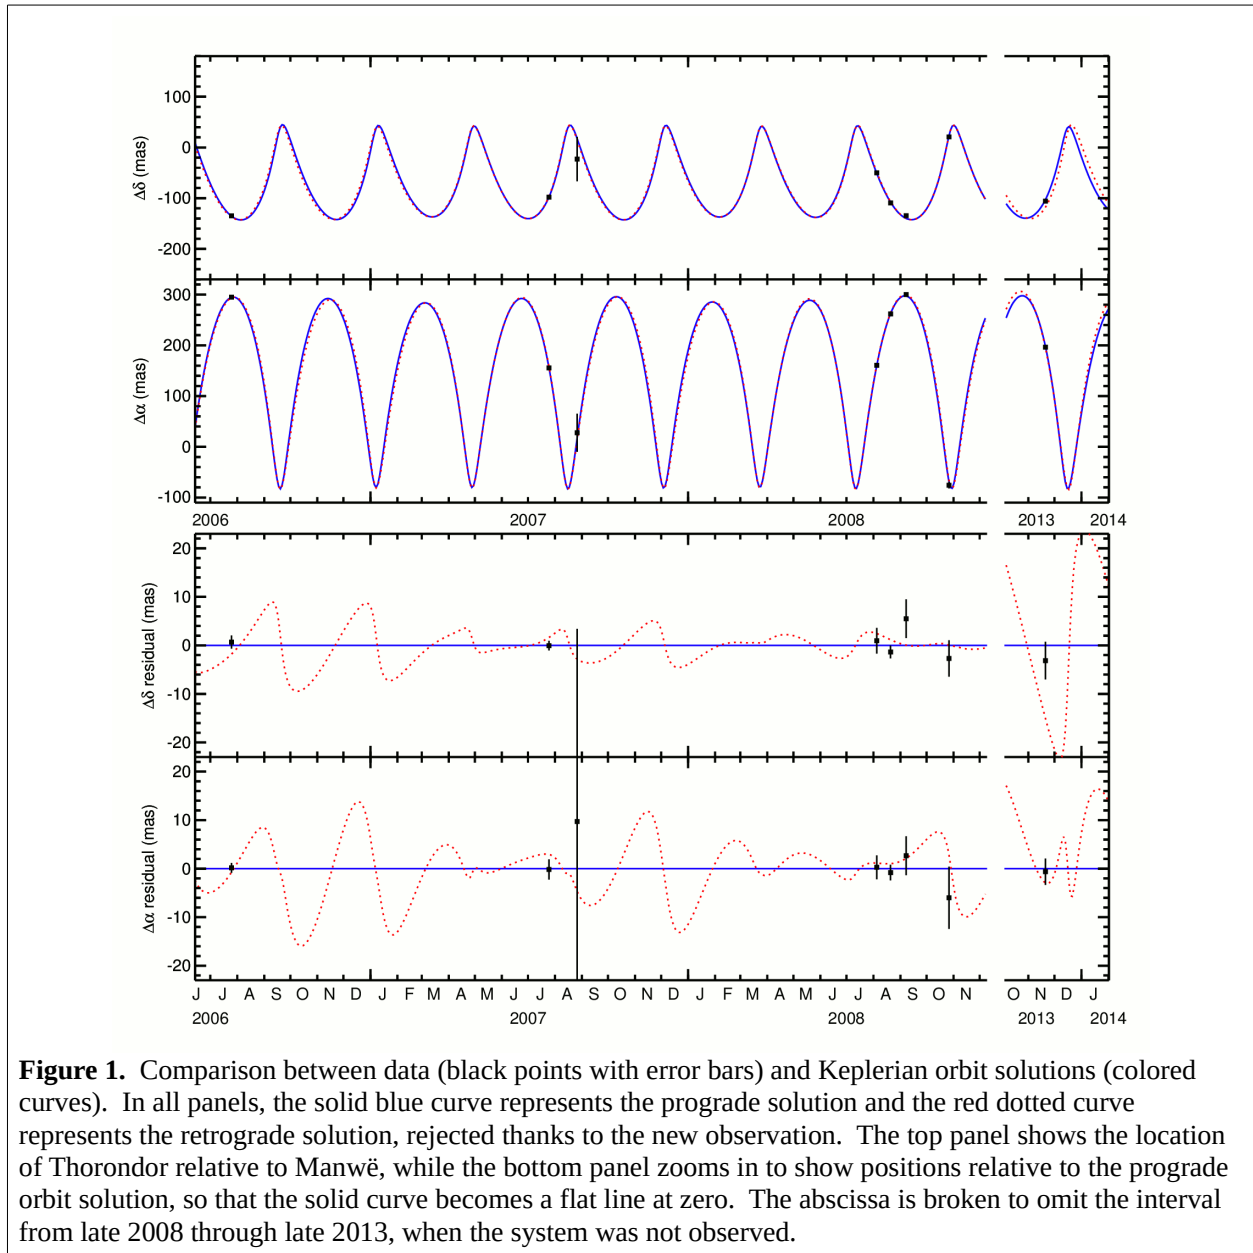 100
0
-100
-200
Δδ (mas)
300
200
100
0
-100
Δα (mas)
2006 2007 2008 2013 2014
20
10
0
-10
-20
Δδ residual (mas)
20
10
0
-10
-20
Δα residual (mas)
J J A S O N D J F M A M J J A S O N D J F M A M J J A S O N O N D J
2006 2007 2008 2013 2014
Figure 1. Comparison between data (black points with error bars) and Keplerian orbit solutions (colored
curves). In all panels, the solid blue curve represents the prograde solution and the red dotted curve
represents the retrograde solution, rejected thanks to the new observation. The top panel shows the location
of Thorondor relative to Manwë, while the bottom panel zooms in to show positions relative to the prograde
orbit solution, so that the solid curve becomes a flat line at zero. The abscissa is broken to omit the interval
from late 2008 through late 2013, when the system was not observed.